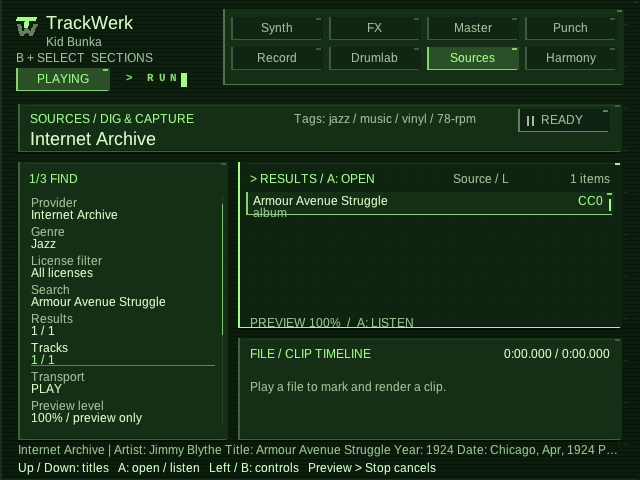 TrackWerk
Kid Bunka
B + SELECT SECTIONS
PLAYING
> RUN
Synth
FX
Master
Punch
Record
Drumlab
Sources
Harmony
SOURCES / DIG & CAPTURE
Tags: jazz / music / vinyl / 78-rpm
READY
Internet Archive
1/3 FIND
Provider
Internet Archive
Genre
Jazz
License filter
All licenses
Search
Armour Avenue Struggle
Results
1 / 1
Tracks
1 / 1
Transport
PLAY
Preview level
100% / preview only
> RESULTS / A: OPEN
Source / L
1 items
Armour Avenue Struggle
CC0
album
PREVIEW 100% / A: LISTEN
FILE / CLIP TIMELINE
0:00.000 / 0:00.000
Play a file to mark and render a clip.
Internet Archive | Artist: Jimmy Blythe Title: Armour Avenue Struggle Year: 1924 Date: Chicago, Apr, 1924 P...
Up / Down: titles A: open / listen Left / B: controls Preview > Stop cancels